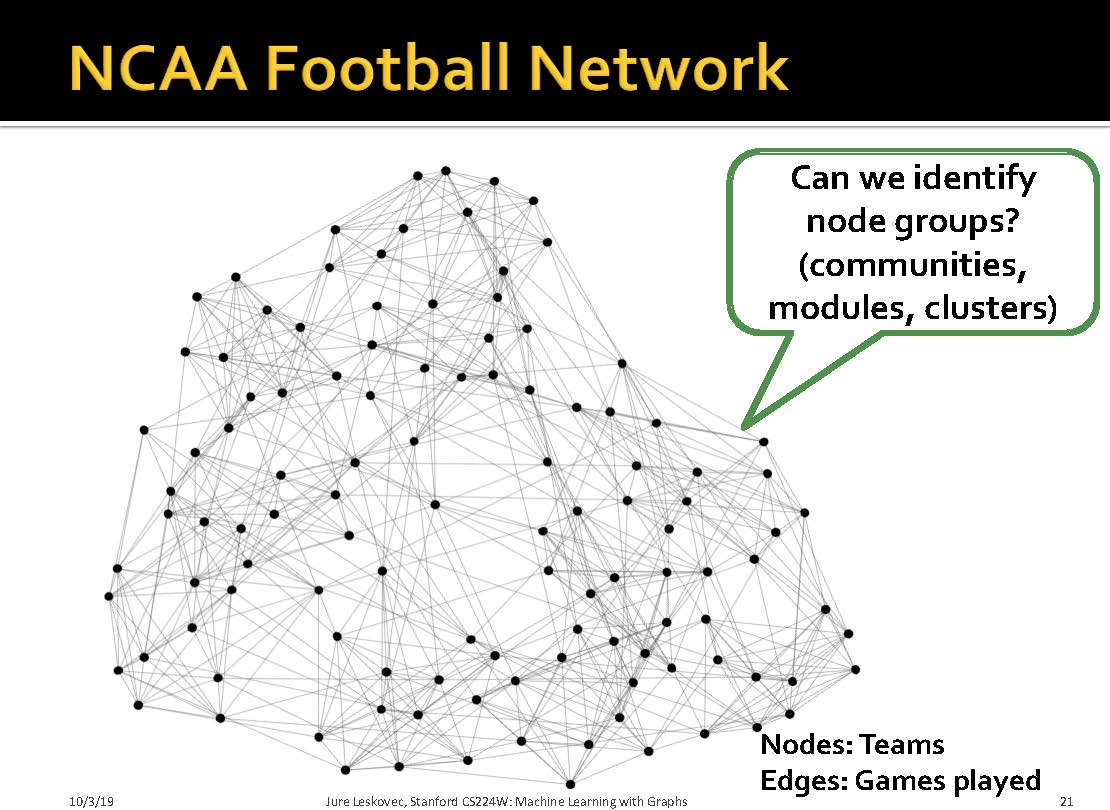 NCAA Football Network
Can we identify
node groups?
(communities,
modules, clusters)
Nodes: Teams
Edges: Games played
10/3/19
Jure Leskovec, Stanford CS224W: Machine Learning with Graphs
21